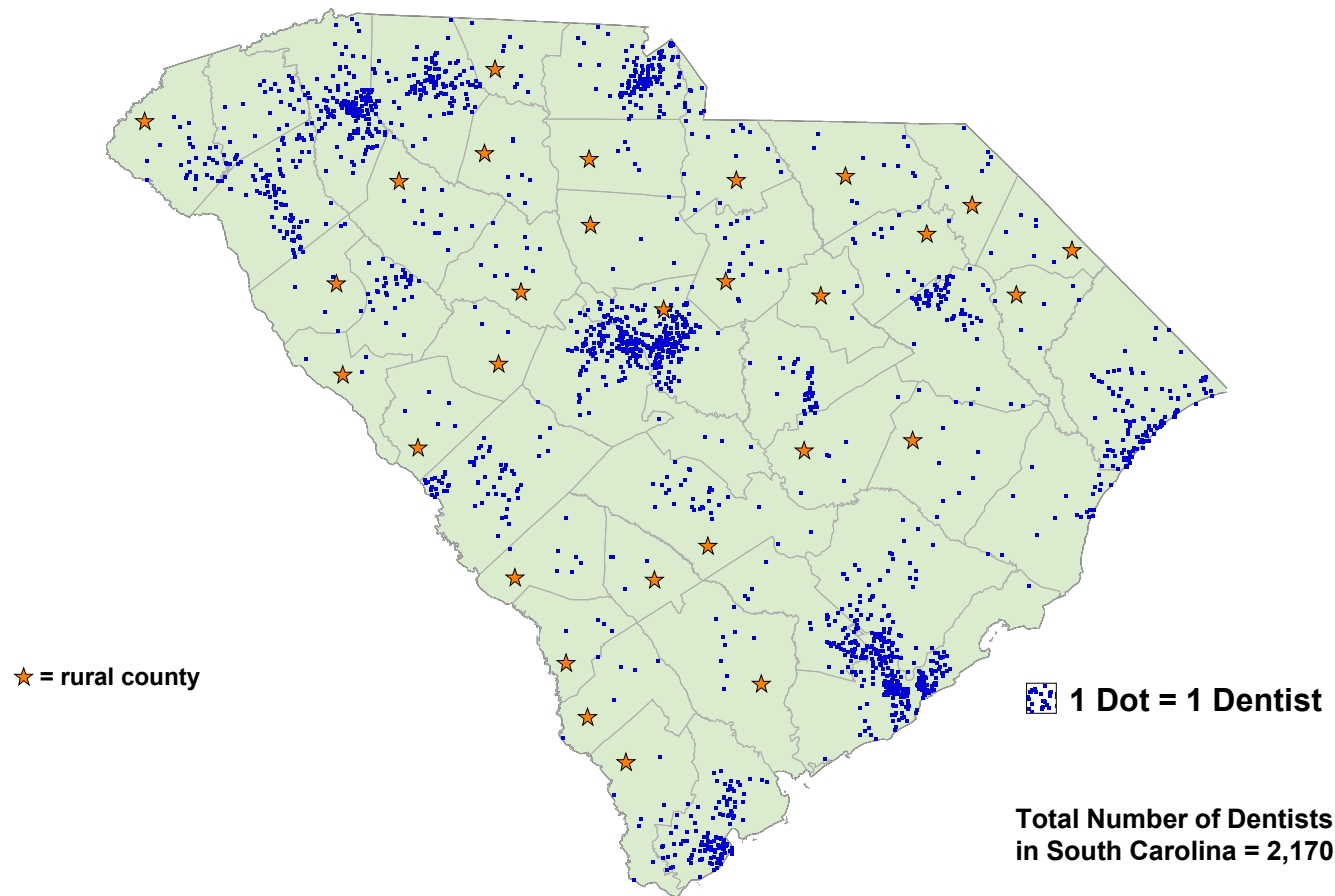 = rural county
1 Dot = 1 Dentist
Total Number of Dentists
in South Carolina = 2,170